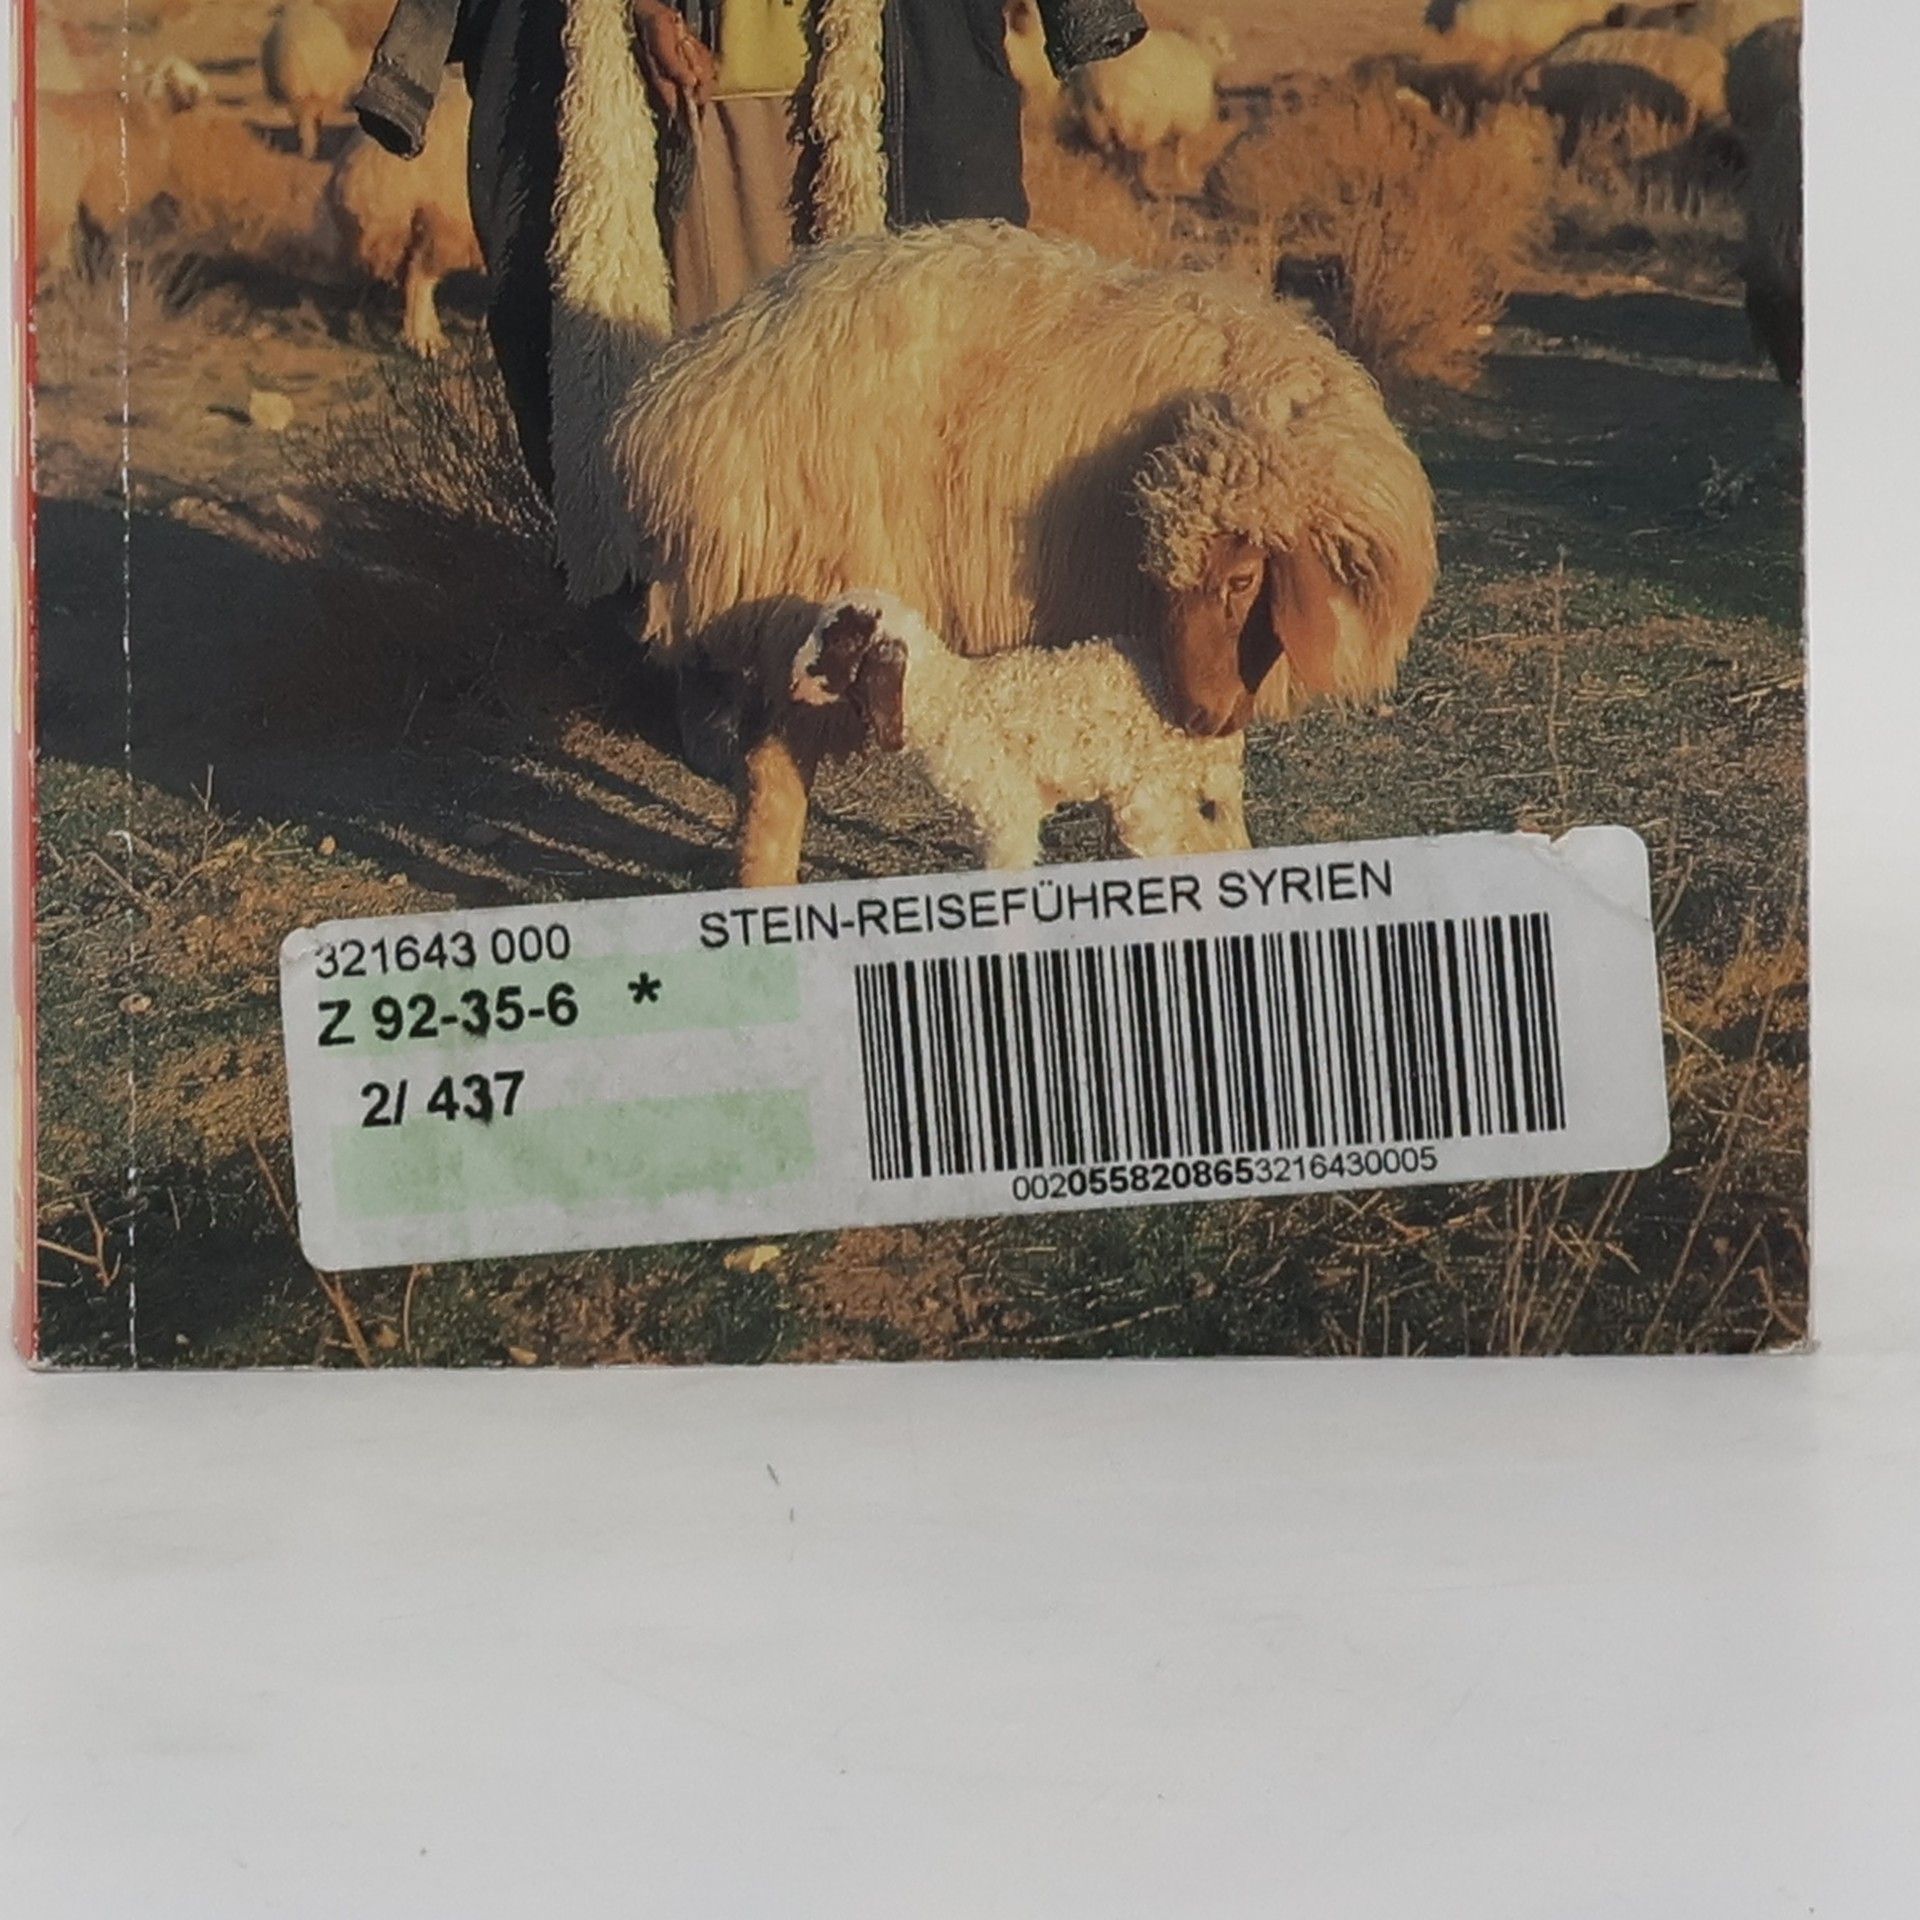 STEIN-REISEFÜHRER SYRIEN
321643 000
Z 92-35-6 *
2/ 437
0020558208653216430005